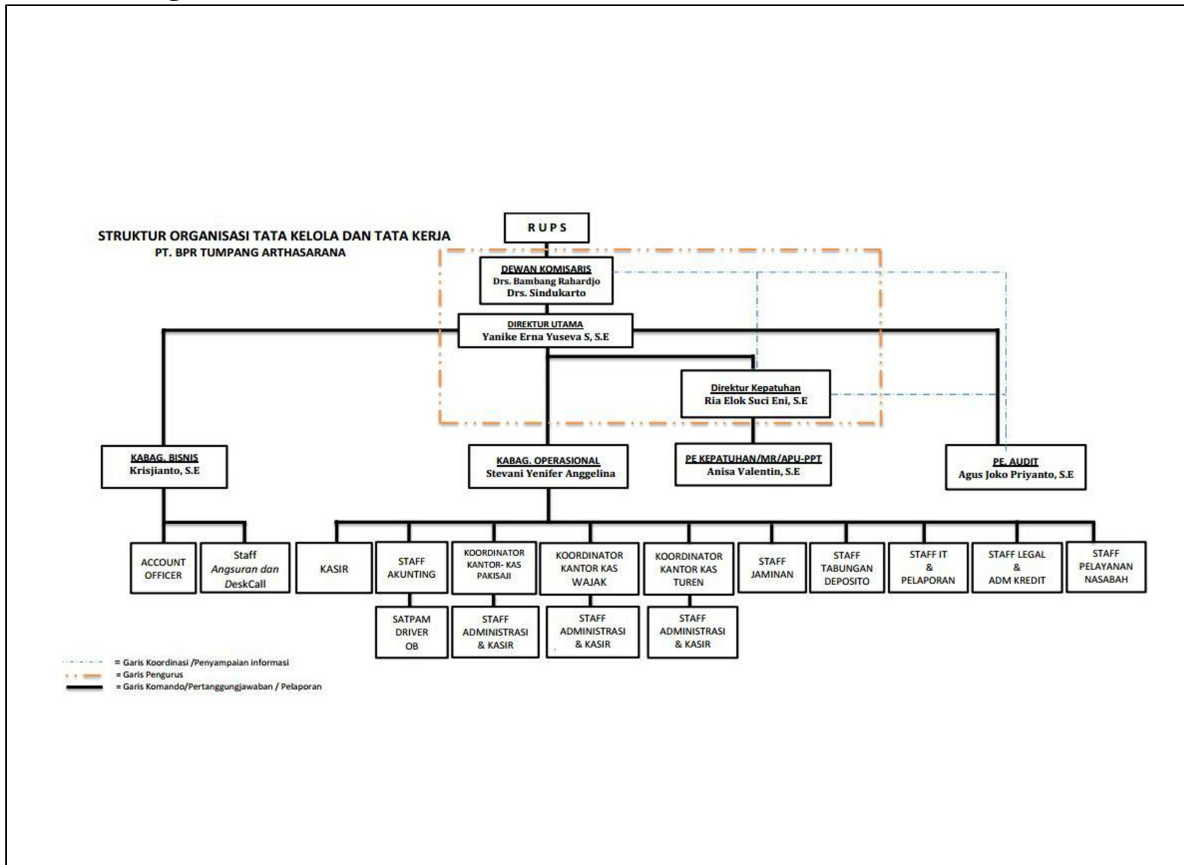 R U P S
STRUKTUR ORGANISASI TATA KELOLA DAN TATA KERJA
PT. BPR TUMPANG ARTHASARANA
DEWAN KOMISARIS
Drs. Bambang Rahardjo
Drs. Sindukarto
DIREKTUR UTAMA
Yanike Erna Yuseva S, S.E
Direktur Kepatuhan
Ria Elok Suci Eni, S.E
KABAG. BISNIS
Krisjianto, S.E
KABAG. OPERASIONAL
Stevani Yenifer Anggelina
PE KEPATUHAN/MR/APU-PPT
Anisa Valentin, S.E
PE. AUDIT
Agus Joko Priyanto, S.E
ACCOUNT
OFFICER
Staff
Angsuran dan
DeskCall
KASIR
STAFF
AKUNTING
KOORDINATOR
KANTOR- KAS
PAKISAJI
KOORDINATOR
KANTOR KAS
WAJAK
KOORDINATOR
KANTOR KAS
TUREN
STAFF
JAMINAN
STAFF
TABUNGAN
DEPOSITO
STAFF IT
&
PELAPORAN
STAFF LEGAL
&
ADM KREDIT
STAFF
PELAYANAN
NASABAH
SATPAM
DRIVER
OB
STAFF
ADMINISTRASI
& KASIR
STAFF
ADMINISTRASI
& KASIR
STAFF
ADMINISTRASI
& KASIR
= Garis Koordinasi /Penyampaian informasi
= Garis Pengurus
= Garis Komando/Pertanggungjawaban / Pelaporan